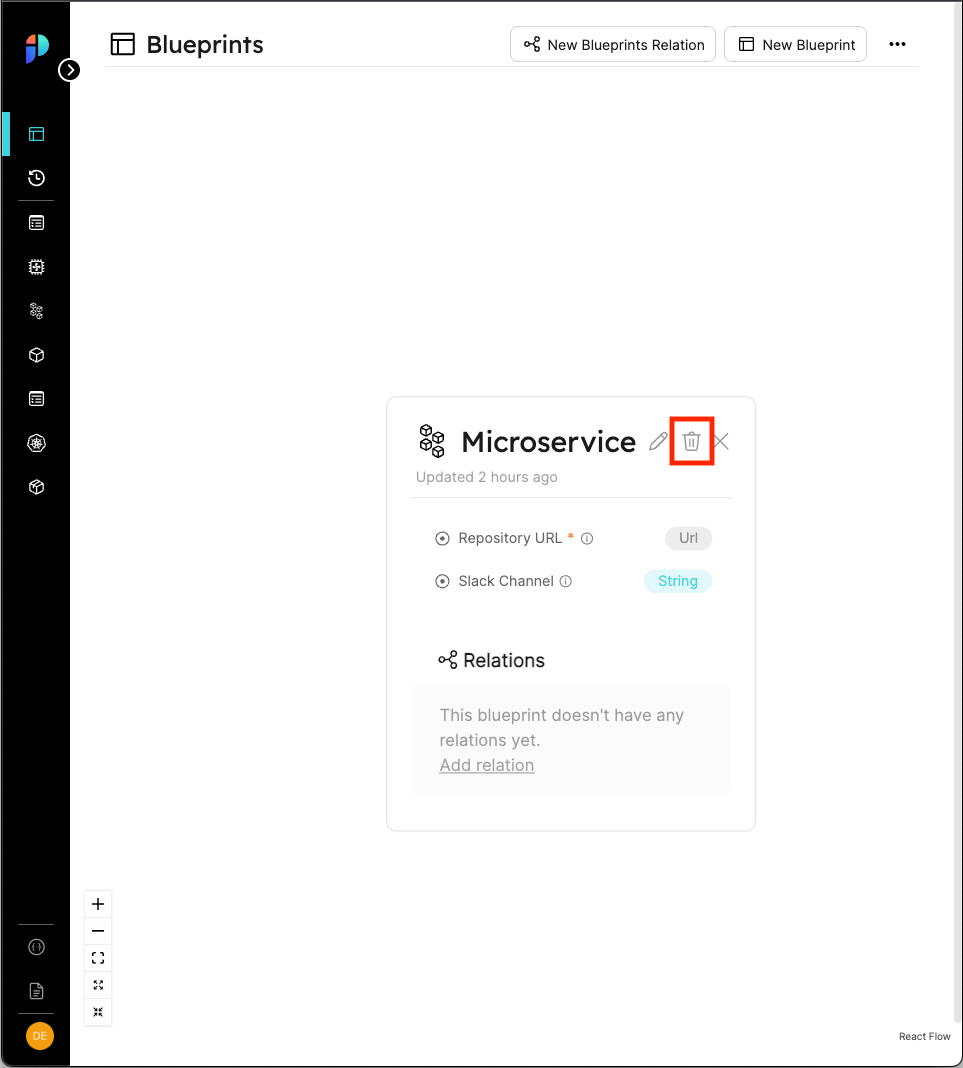 Blueprints
New Blueprints Relation
New Blueprint
Microservice
Updated 2 hours ago
Repository URL *
Url
Slack Channel
String
Relations
This blueprint doesn't have any
relations yet.
Add relation
DE
React Flow